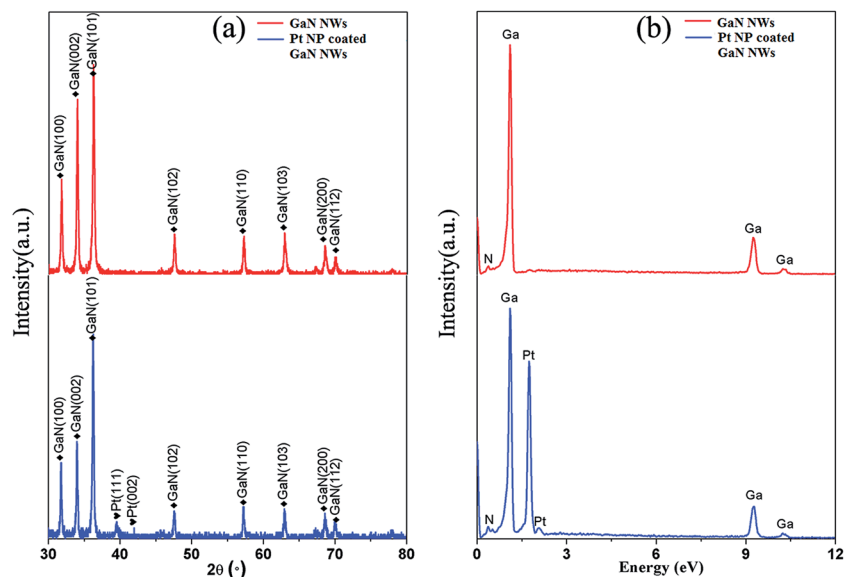 (a)
GaN NWs
Pt NP coated
GaN NWs
GaN(100)
GaN(002)
GaN(101)
GaN(102)
GaN(110)
GaN(103)
GaN(200)
GaN(112)
Intensity(a.u.)
GaN(100)
GaN(002)
GaN(101)
Pt(111)
Pt(002)
GaN(102)
GaN(110)
GaN(103)
GaN(200)
GaN(112)
Intensity(a.u.)
30 40 50 60 70 80
2θ (°)
(b)
GaN NWs
Pt NP coated
GaN NWs
Ga
N
Ga
Ga
Intensity(a.u.)
Ga
Pt
N
Pt
Ga
Ga
Intensity(a.u.)
0 3 6 9 12
Energy (eV)